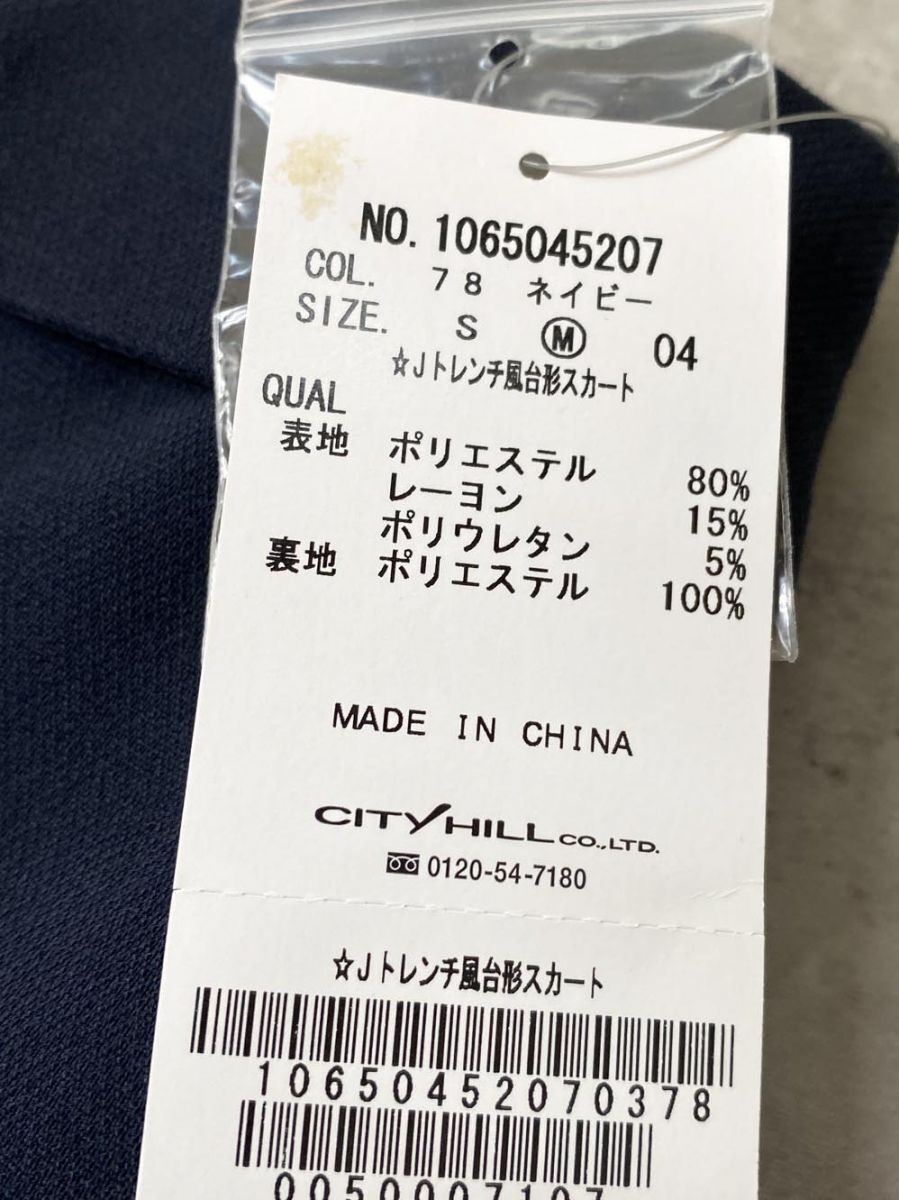 NO. 1065045207
COL. 78 ネイビー
SIZE. S Ⓜ 04
☆Jトレンチ風台形スカート
QUAL
表地 ポリエステル 80%
レーヨン 15%
ポリウレタン 5%
裏地 ポリエステル 100%
MADE IN CHINA
CITY HILL CO.,LTD.
0120-54-7180
☆Jトレンチ風台形スカート
10650452070378